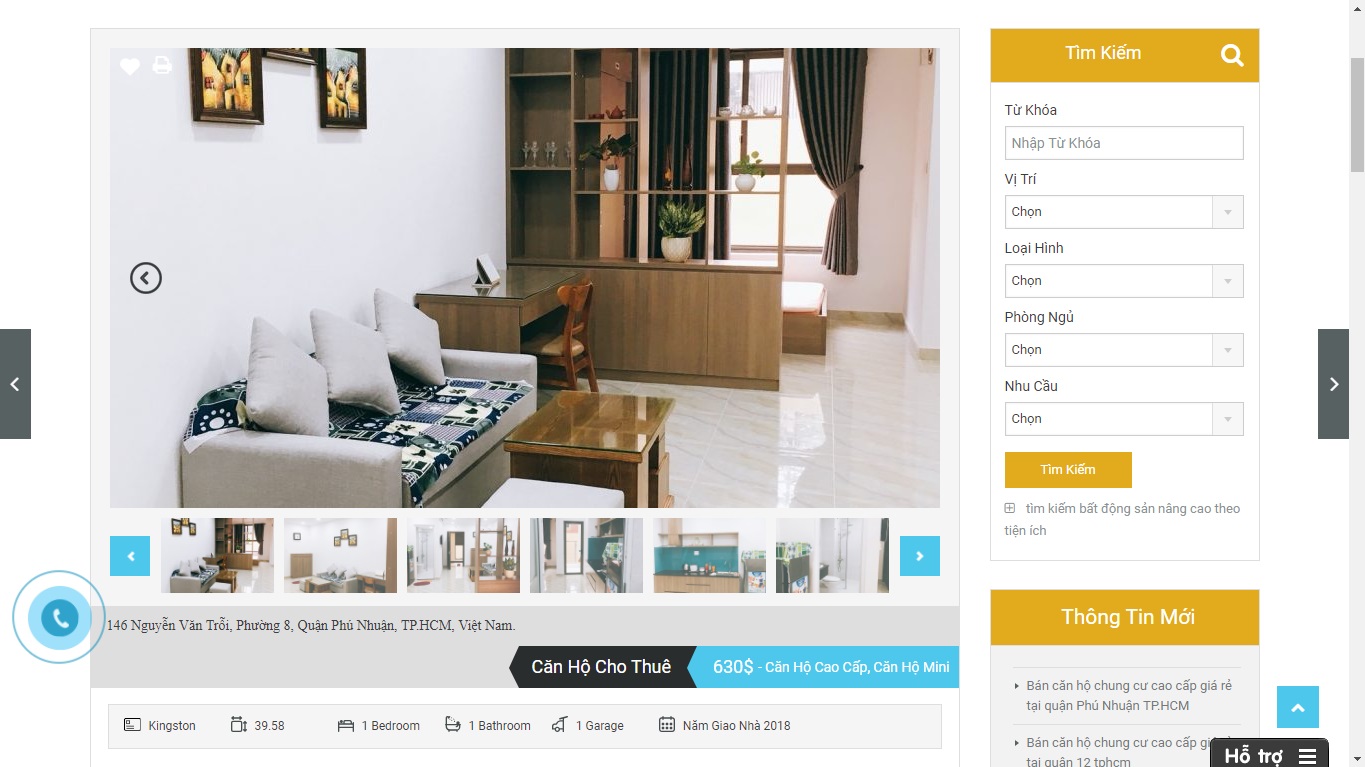 146 Nguyễn Văn Trỗi, Phường 8, Quận Phú Nhuận, TP.HCM, Việt Nam.
Căn Hộ Cho Thuê
630$ - Căn Hộ Cao Cấp, Căn Hộ Mini
Kingston
39.58
1 Bedroom
1 Bathroom
1 Garage
Năm Giao Nhà 2018
Tìm Kiếm
Từ Khóa
Nhập Từ Khóa
Vị Trí
Chọn
Loại Hình
Chọn
Phòng Ngủ
Chọn
Nhu Cầu
Chọn
Tìm Kiếm
tìm kiếm bất động sản nâng cao theo
tiện ích
Thông Tin Mới
Bán căn hộ chung cư cao cấp giá rẻ
tại quận Phú Nhuận TP.HCM
Bán căn hộ chung cư cao cấp giá
tại quận 12 tphcm
Hỗ trợ